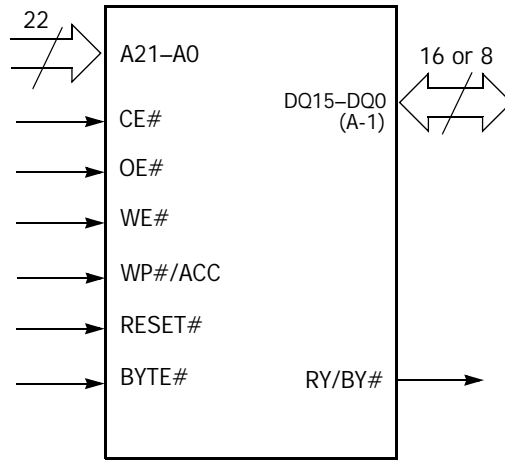 22
A21–A0
16 or 8
DQ15–DQ0
(A-1)
CE#
OE#
WE#
WP#/ACC
RESET#
BYTE#
RY/BY#